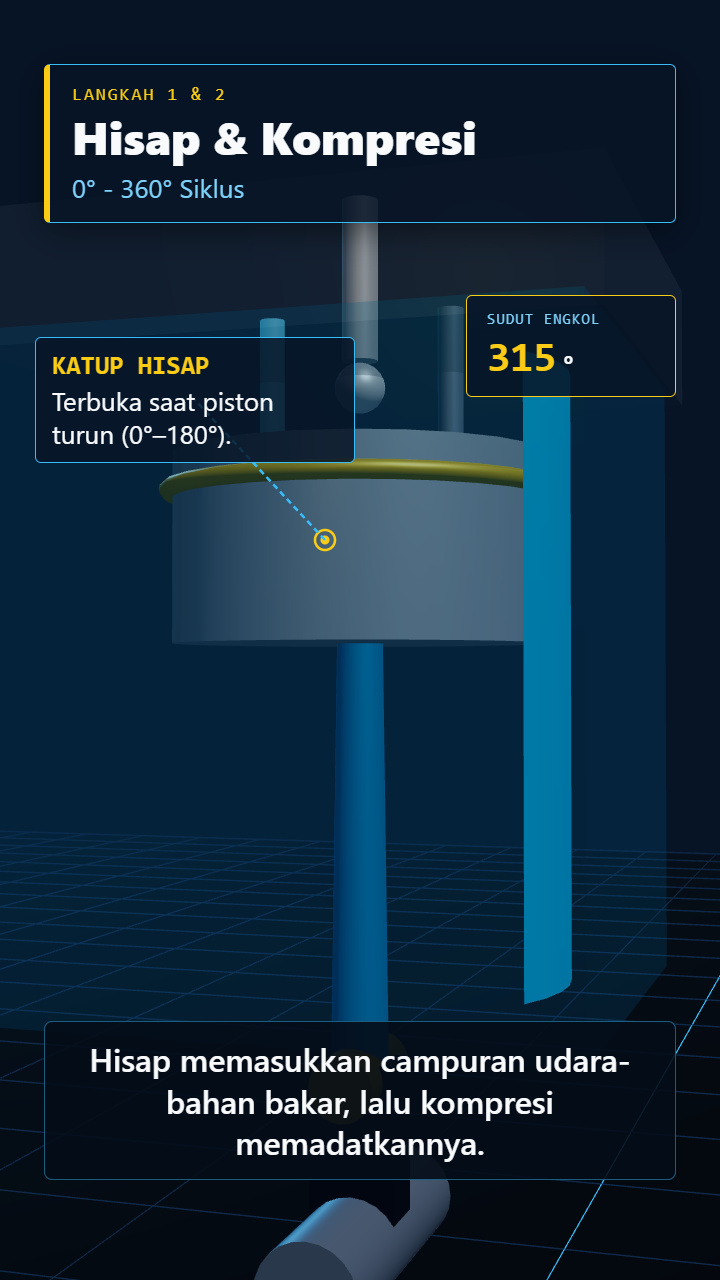 LANGKAH 1 & 2
Hisap & Kompresi
0° - 360° Siklus
SUDUT ENGKOL
315 °
KATUP HISAP
Terbuka saat piston
turun (0°–180°).
Hisap memasukkan campuran udara-
bahan bakar, lalu kompresi
memadatkannya.